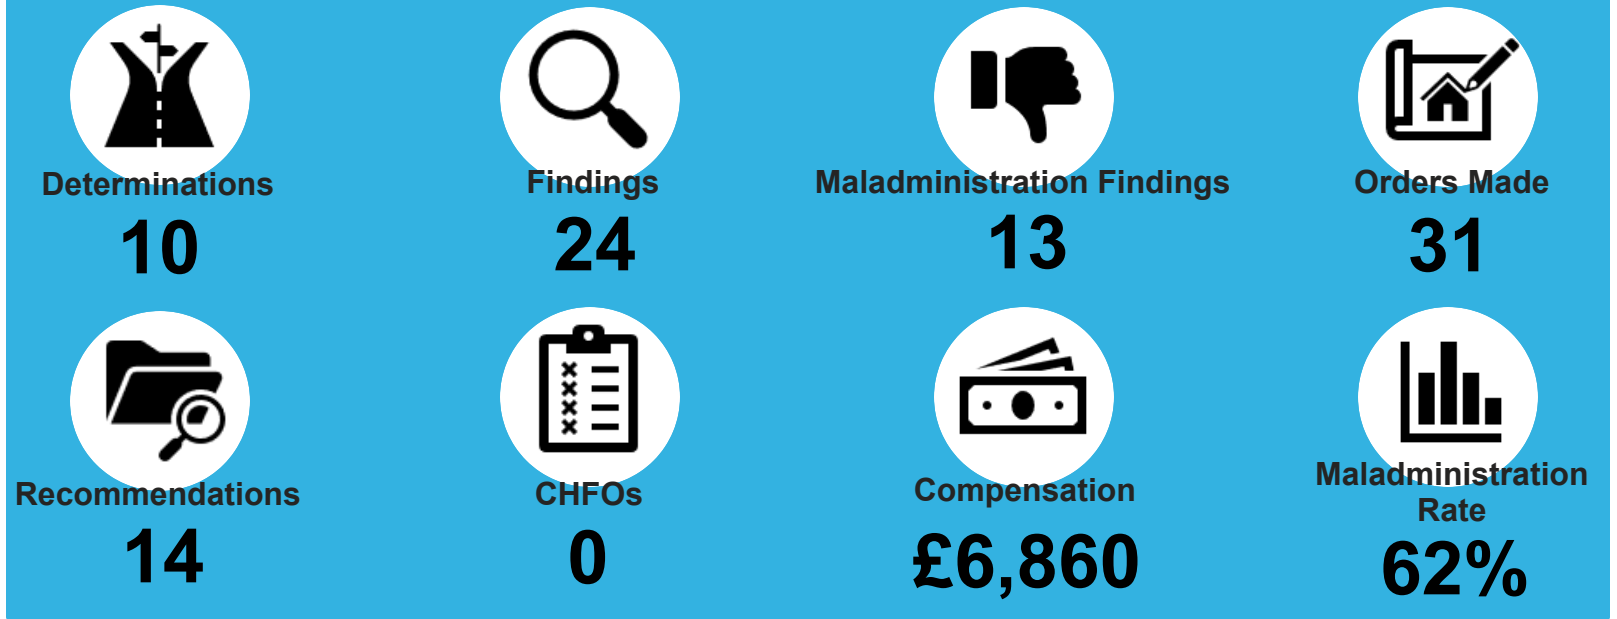 Determinations
10
Findings
24
Maladministration Findings
13
Orders Made
31
Recommendations
14
CHFOs
0
Compensation
£6,860
Maladministration
Rate
62%